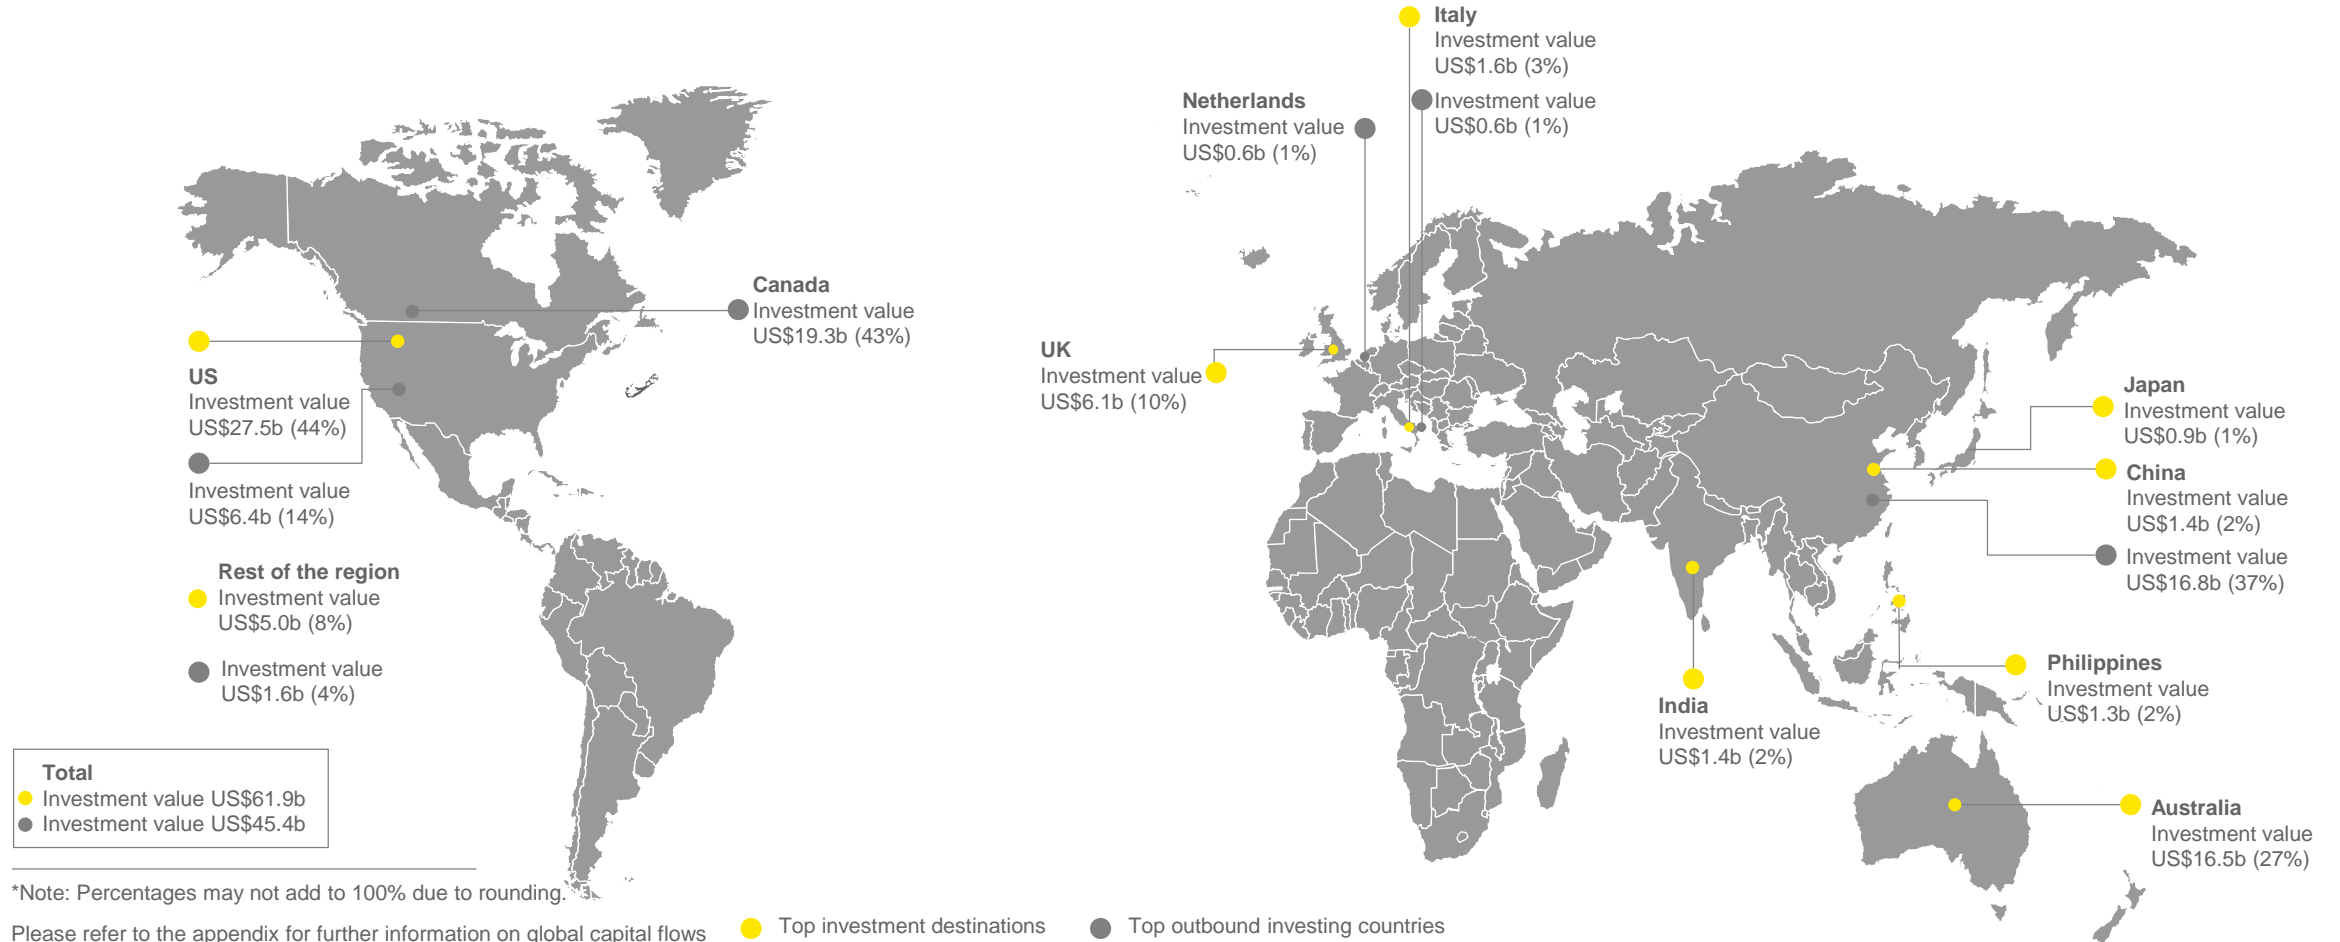 Italy
Investment value
US$1.6b (3%)
Investment value
US$0.6b (1%)
Netherlands
Investment value
US$0.6b (1%)
Canada
Investment value
US$19.3b (43%)
US
Investment value
US$27.5b (44%)
Investment value
US$6.4b (14%)
UK
Investment value
US$6.1b (10%)
Japan
Investment value
US$0.9b (1%)
China
Investment value
US$1.4b (2%)
Investment value
US$16.8b (37%)
Rest of the region
Investment value
US$5.0b (8%)
Investment value
US$1.6b (4%)
India
Investment value
US$1.4b (2%)
Philippines
Investment value
US$1.3b (2%)
Australia
Investment value
US$16.5b (27%)
Total
Investment value US$61.9b
Investment value US$45.4b
*Note: Percentages may not add to 100% due to rounding.
Please refer to the appendix for further information on global capital flows
Top investment destinations
Top outbound investing countries